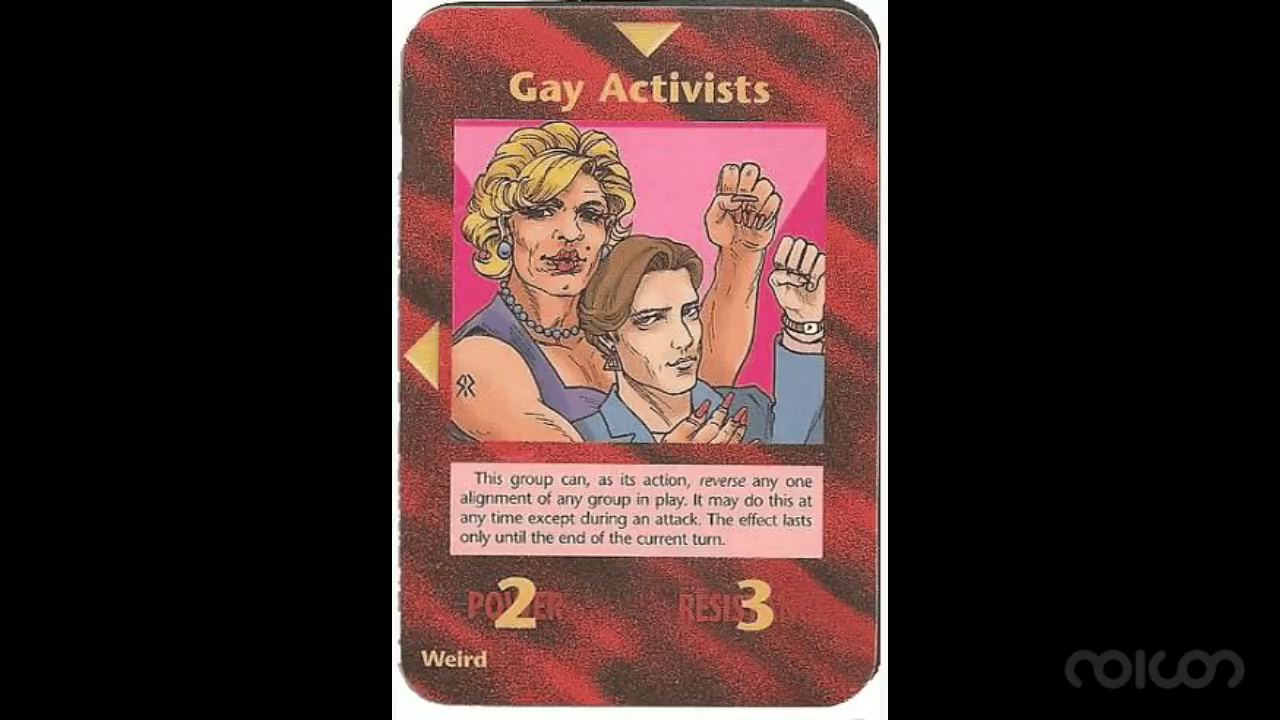 Gay Activists
This group can, as its action, reverse any one
alignment of any group in play. It may do this at
any time except during an attack. The effect lasts
only until the end of the current turn.
POWER 2 RESISTANCE 3
Weird